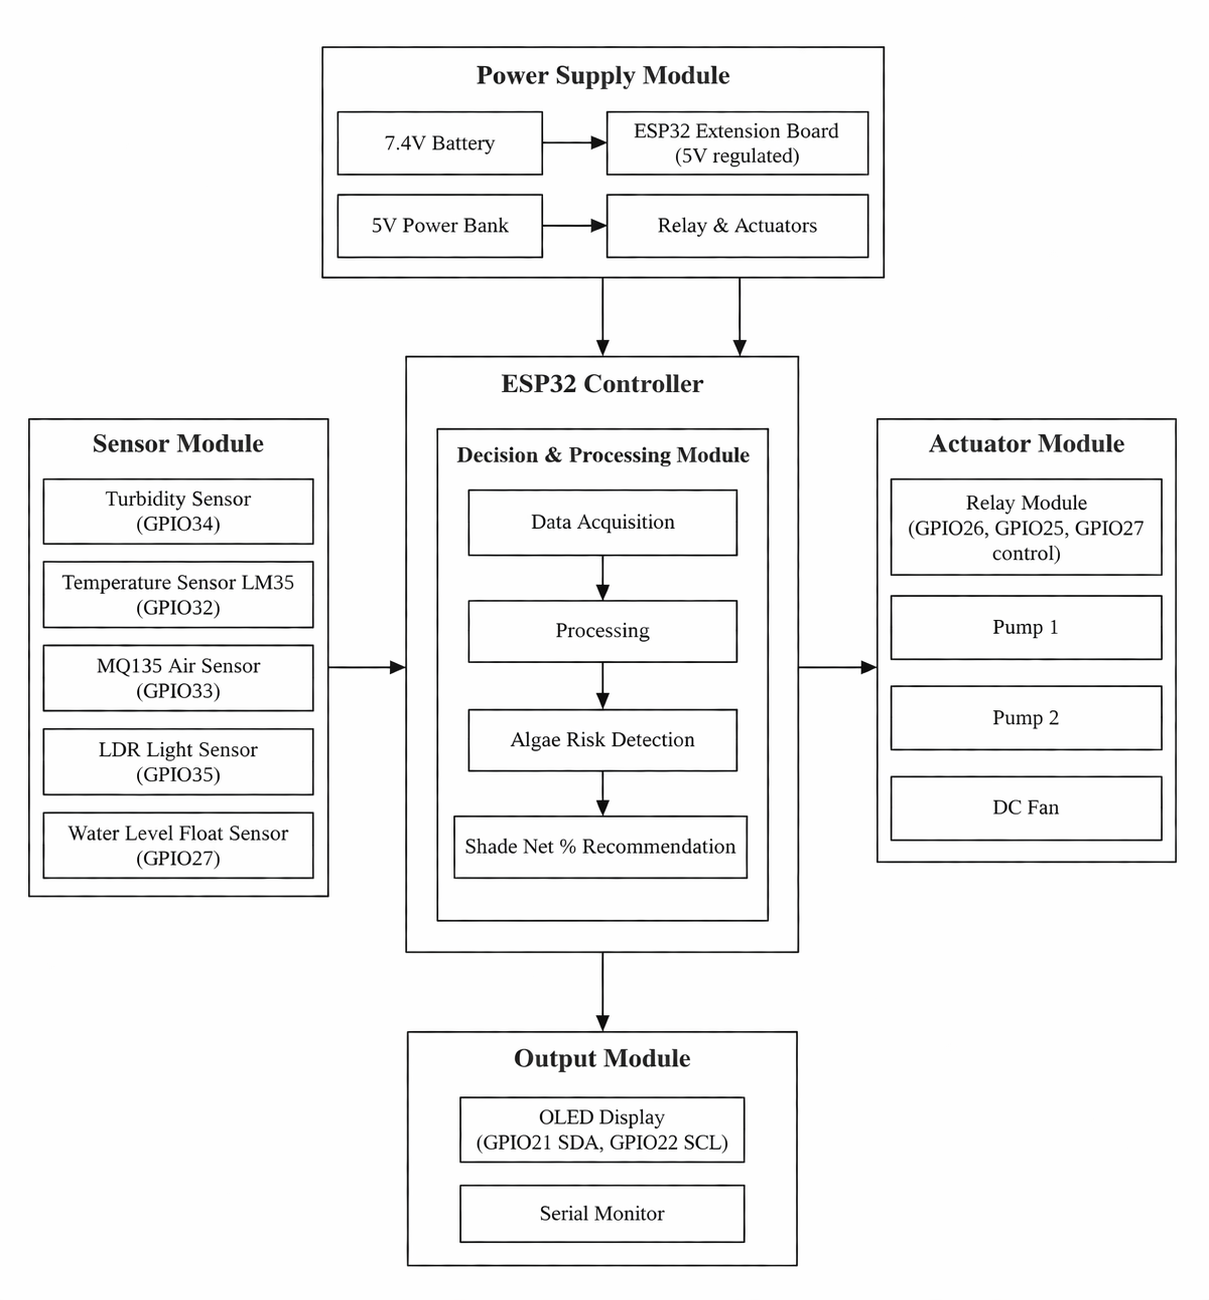 Power Supply Module
7.4V Battery
ESP32 Extension Board
(5V regulated)
5V Power Bank
Relay & Actuators
ESP32 Controller
Decision & Processing Module
Data Acquisition
Processing
Algae Risk Detection
Shade Net % Recommendation
Sensor Module
Turbidity Sensor
(GPIO34)
Temperature Sensor LM35
(GPIO32)
MQ135 Air Sensor
(GPIO33)
LDR Light Sensor
(GPIO35)
Water Level Float Sensor
(GPIO27)
Actuator Module
Relay Module
(GPIO26, GPIO25, GPIO27
control)
Pump 1
Pump 2
DC Fan
Output Module
OLED Display
(GPIO21 SDA, GPIO22 SCL)
Serial Monitor